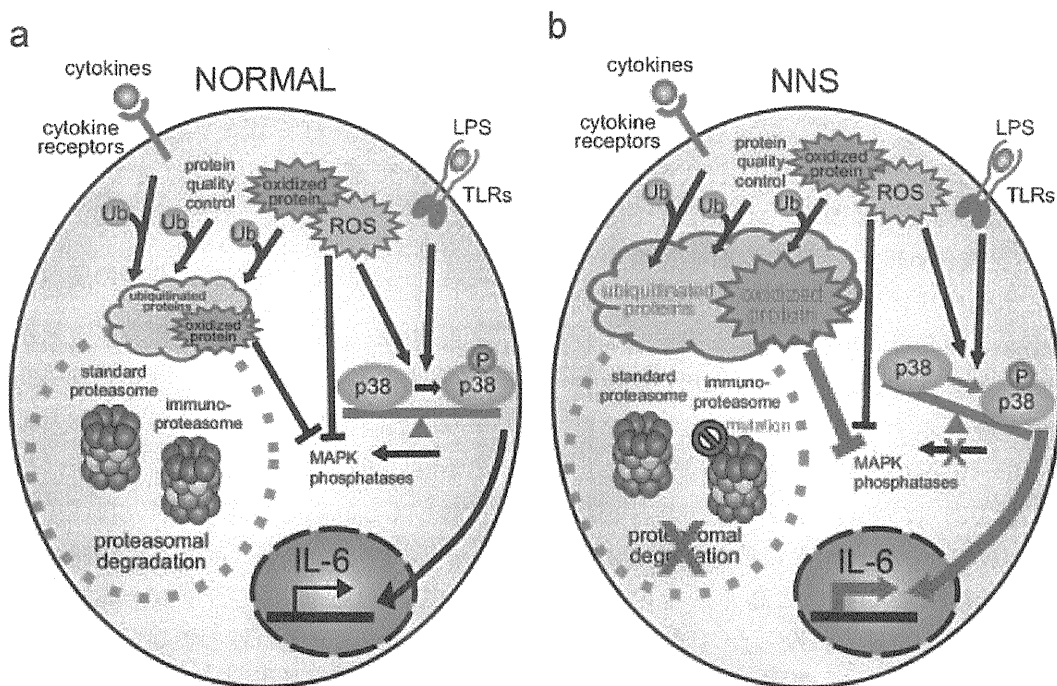 a
NORMAL
cytokines
cytokine
receptors
protein
quality
control
oxidized
protein
ROS
LPS
TLRs
Ub
Ub
Ub
ubiquitinated
proteins
oxidized
protein
p38
P
p38
standard
proteasome
immuno-
proteasome
MAPK
phosphatases
proteasomal
degradation
IL-6
b
NNS
cytokines
cytokine
receptors
protein
quality
control
oxidized
protein
ROS
LPS
TLRs
Ub
Ub
Ub
ubiquitinated
proteins
oxidized
protein
p38
P
p38
standard
proteasome
immuno-
proteasome
mutation
MAPK
phosphatases
X
proteasomal
degradation
X
IL-6